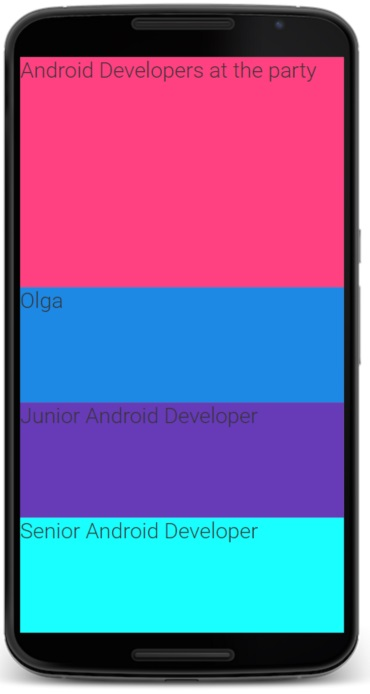 Android Developers at the party
Olga
Junior Android Developer
Senior Android Developer